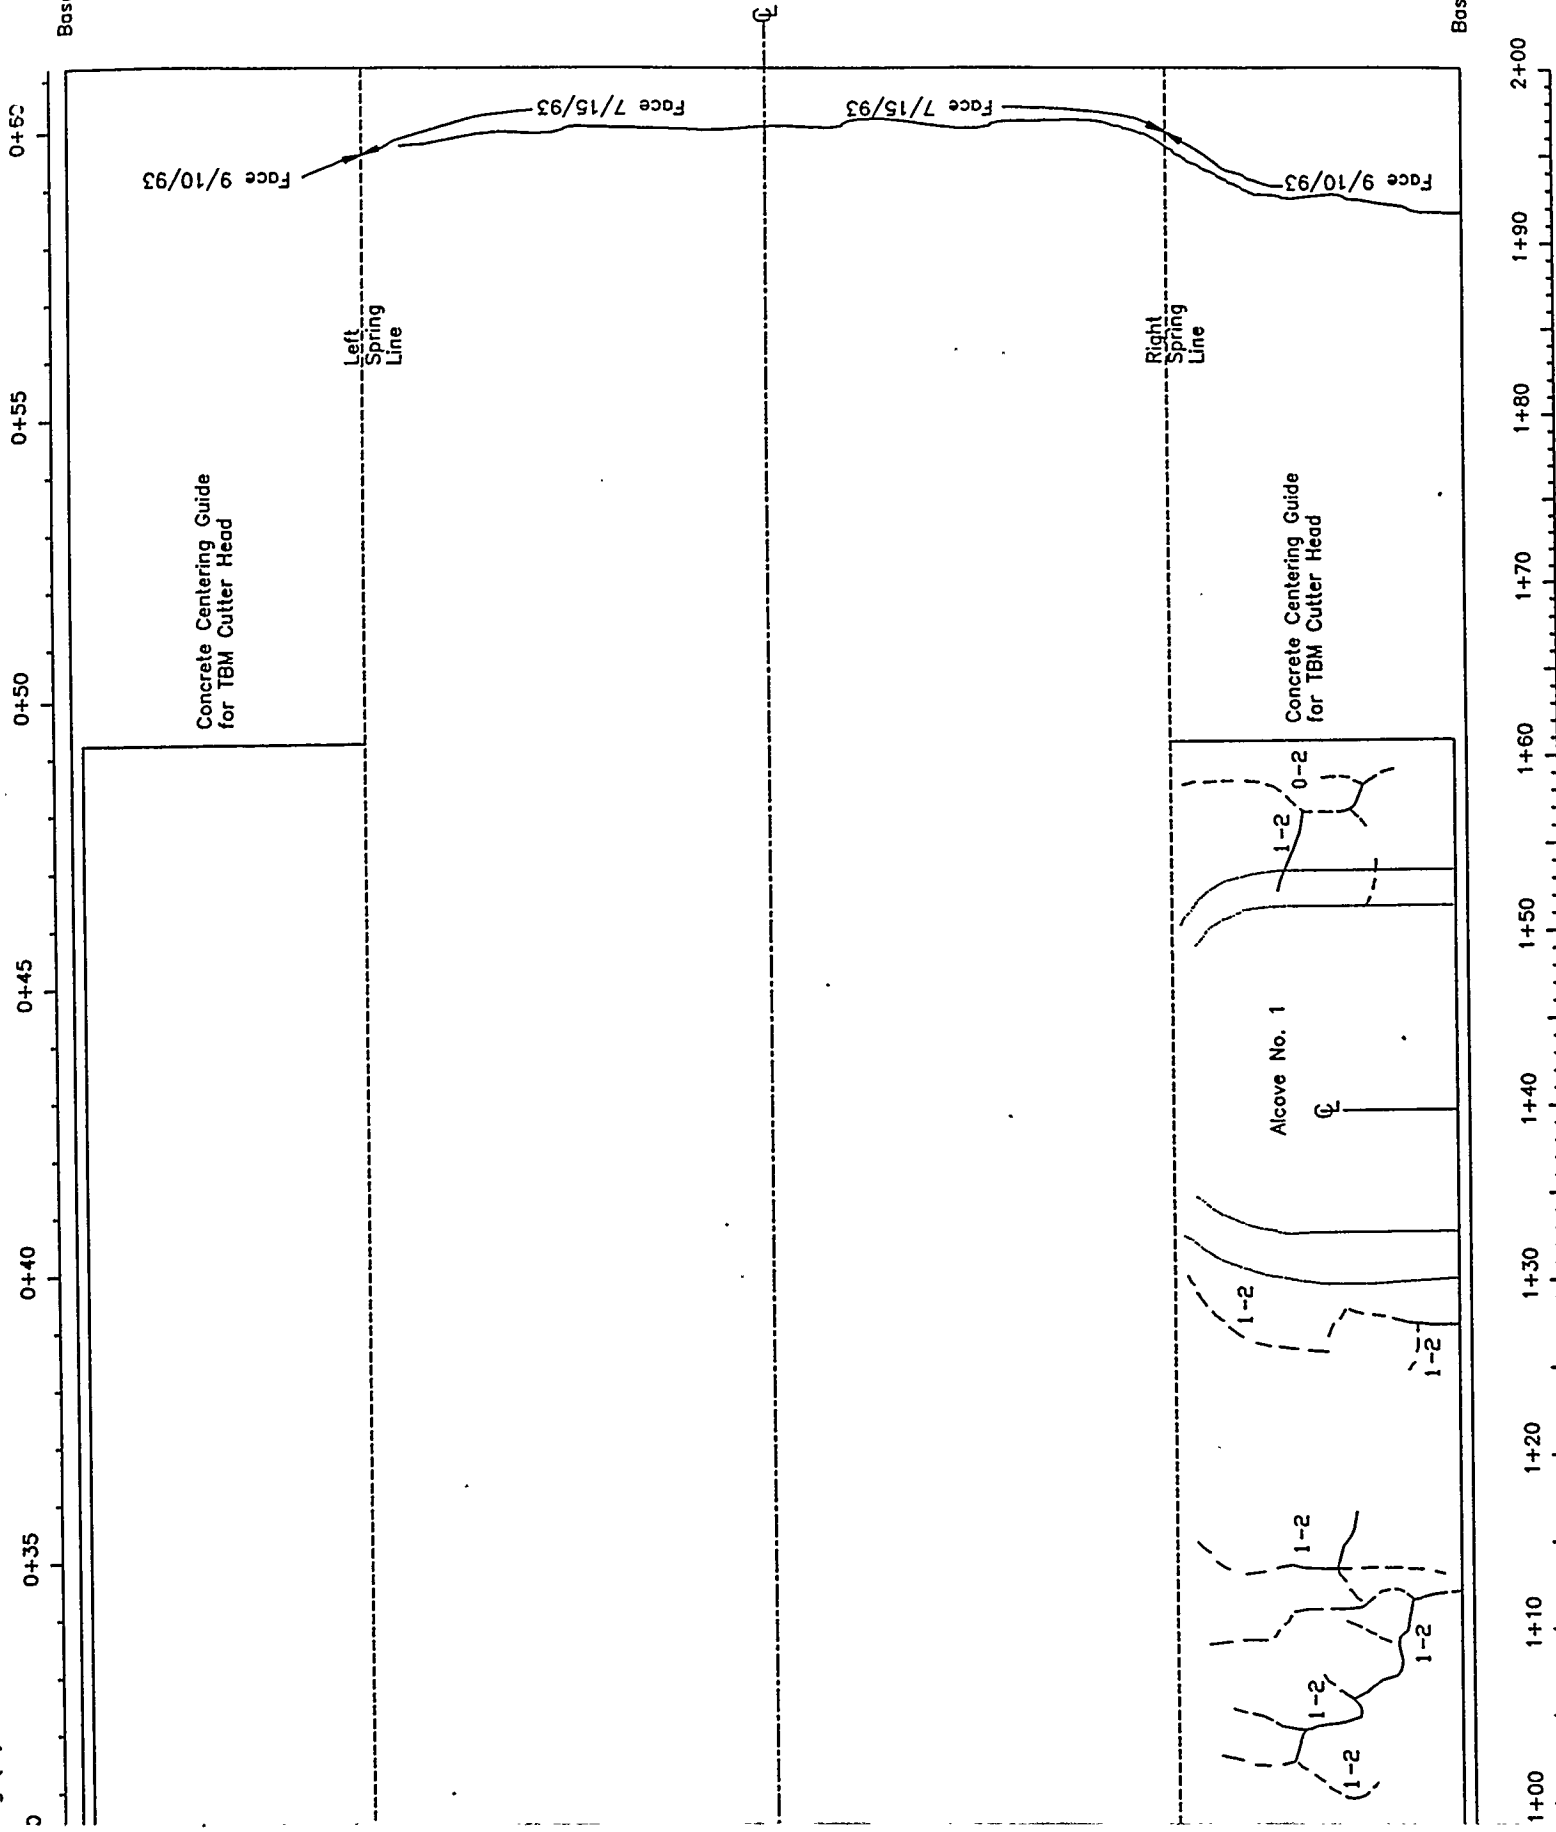 0+35
0+40
0+45
0+50
0+55
Concrete Centering Guide
for TBM Cutter Head
Face 9/10/93
Left
Spring
Line
Face 7/15/93
℄
Face 7/15/93
Right
Spring
Line
Face 9/10/93
Concrete Centering Guide
for TBM Cutter Head
Alcove No. 1
℄
1-2
1-2
1-2
1-2
1-2
1-2
1-2
0-2
1+00
1+10
1+20
1+30
1+40
1+50
1+60
1+70
1+80
1+90
2+00